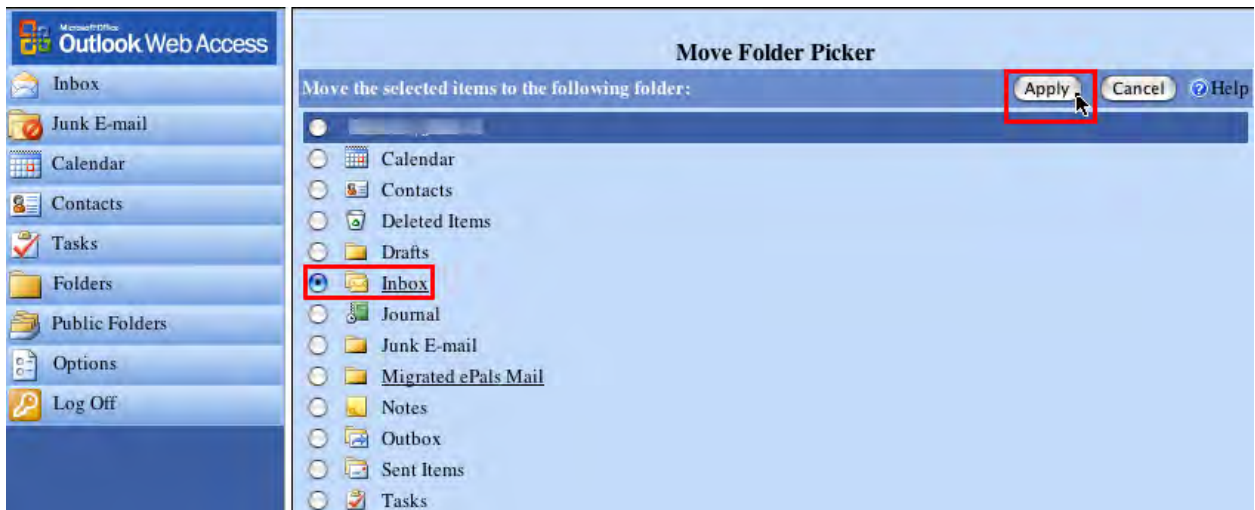 Microsoft Office
Outlook Web Access
Inbox
Junk E-mail
Calendar
Contacts
Tasks
Folders
Public Folders
Options
Log Off
Move Folder Picker
Move the selected items to the following folder:
Apply Cancel Help
Calendar
Contacts
Deleted Items
Drafts
Inbox
Journal
Junk E-mail
Migrated ePals Mail
Notes
Outbox
Sent Items
Tasks